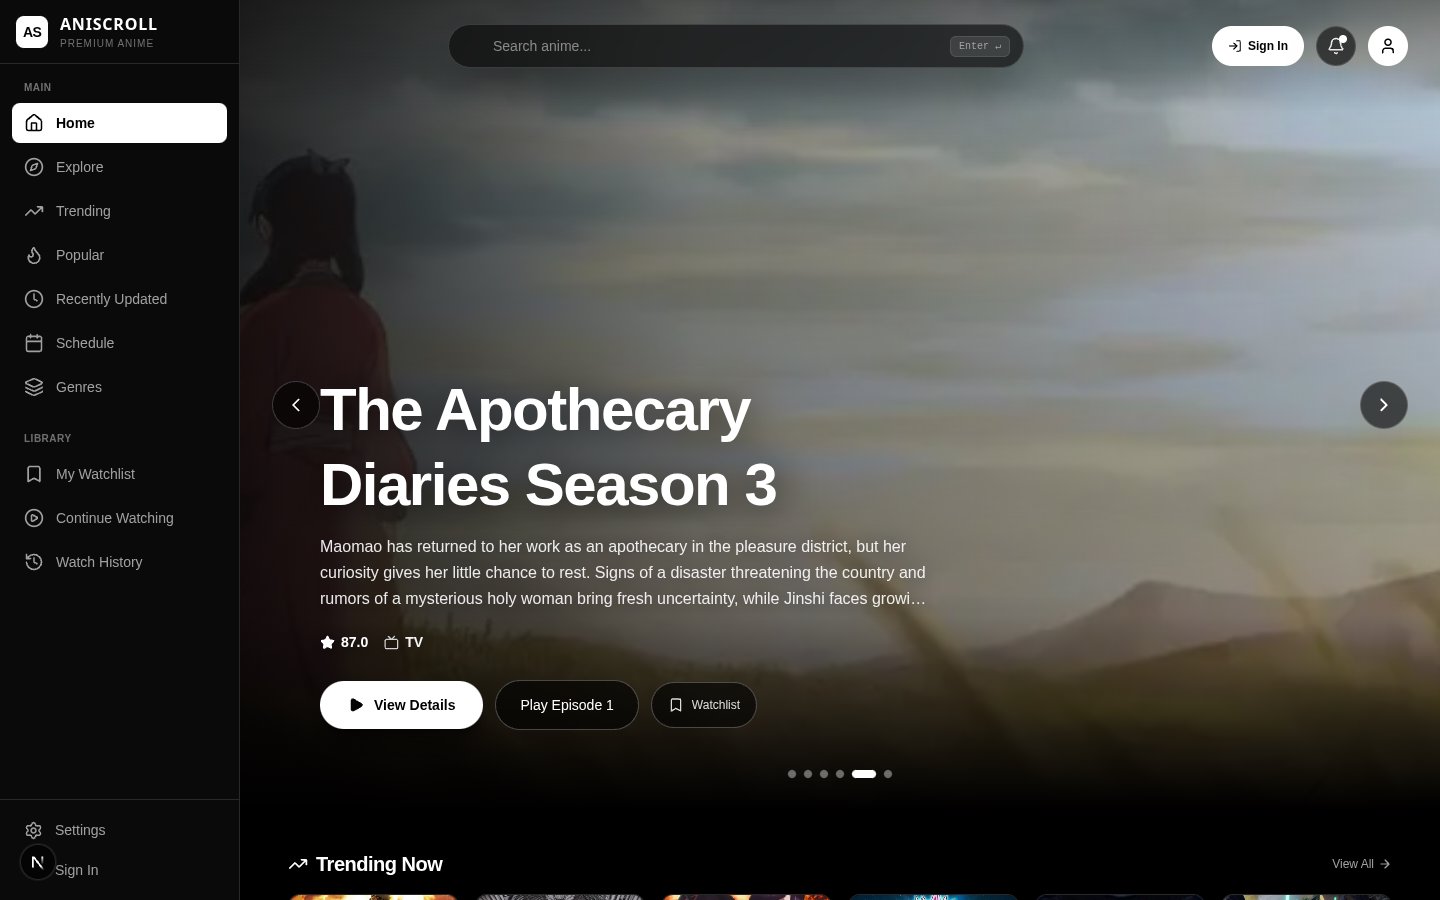 AS
ANISCROLL
PREMIUM ANIME
MAIN
Home
Explore
Trending
Popular
Recently Updated
Schedule
Genres
LIBRARY
My Watchlist
Continue Watching
Watch History
Settings
N
Sign In
Search anime...
Enter ↵
Sign In
The Apothecary
Diaries Season 3
Maomao has returned to her work as an apothecary in the pleasure district, but her
curiosity gives her little chance to rest. Signs of a disaster threatening the country and
rumors of a mysterious holy woman bring fresh uncertainty, while Jinshi faces growi…
87.0
TV
View Details
Play Episode 1
Watchlist
Trending Now
View All